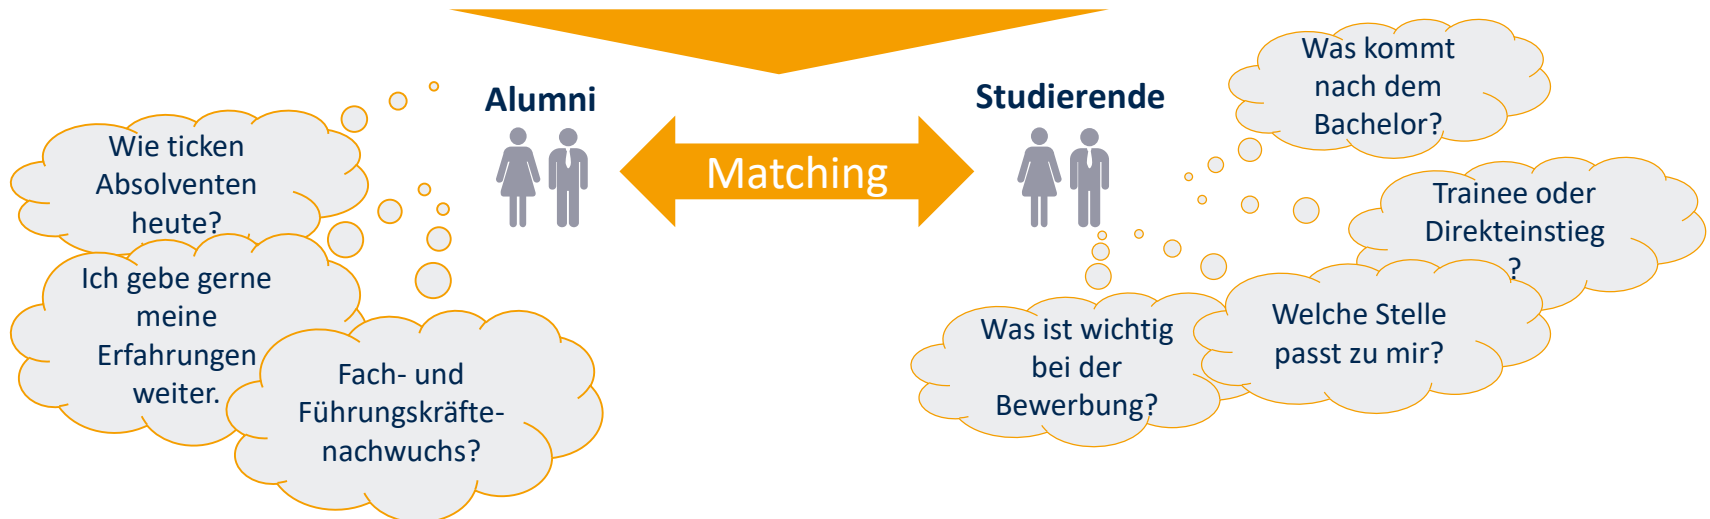 Alumni
Wie ticken
Absolventen
heute?
Ich gebe gerne
meine
Erfahrungen
weiter.
Fach- und
Führungskräfte-
nachwuchs?
Matching
Studierende
Was kommt
nach dem
Bachelor?
Trainee oder
Direkteinstieg
?
Welche Stelle
passt zu mir?
Was ist wichtig
bei der
Bewerbung?